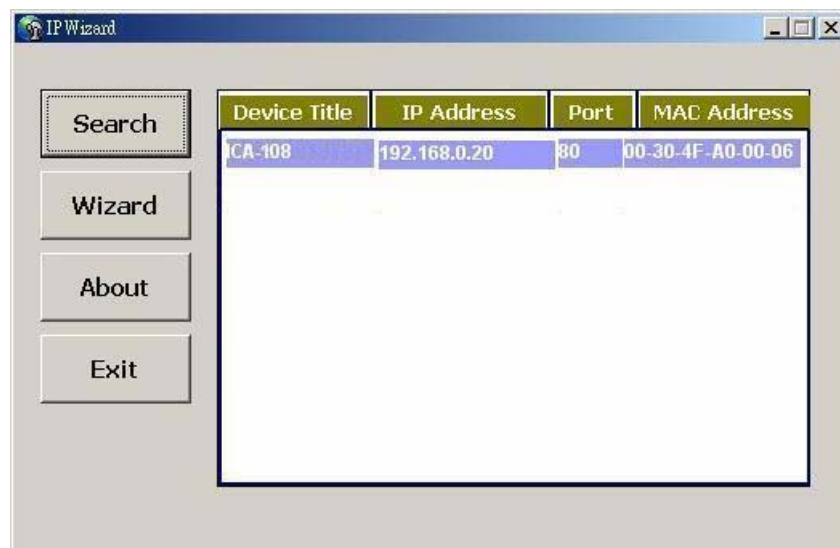 IP Wizard
Search
Wizard
About
Exit
Device Title IP Address Port MAC Address
ICA-108 192.168.0.20 80 00-30-4F-A0-00-06